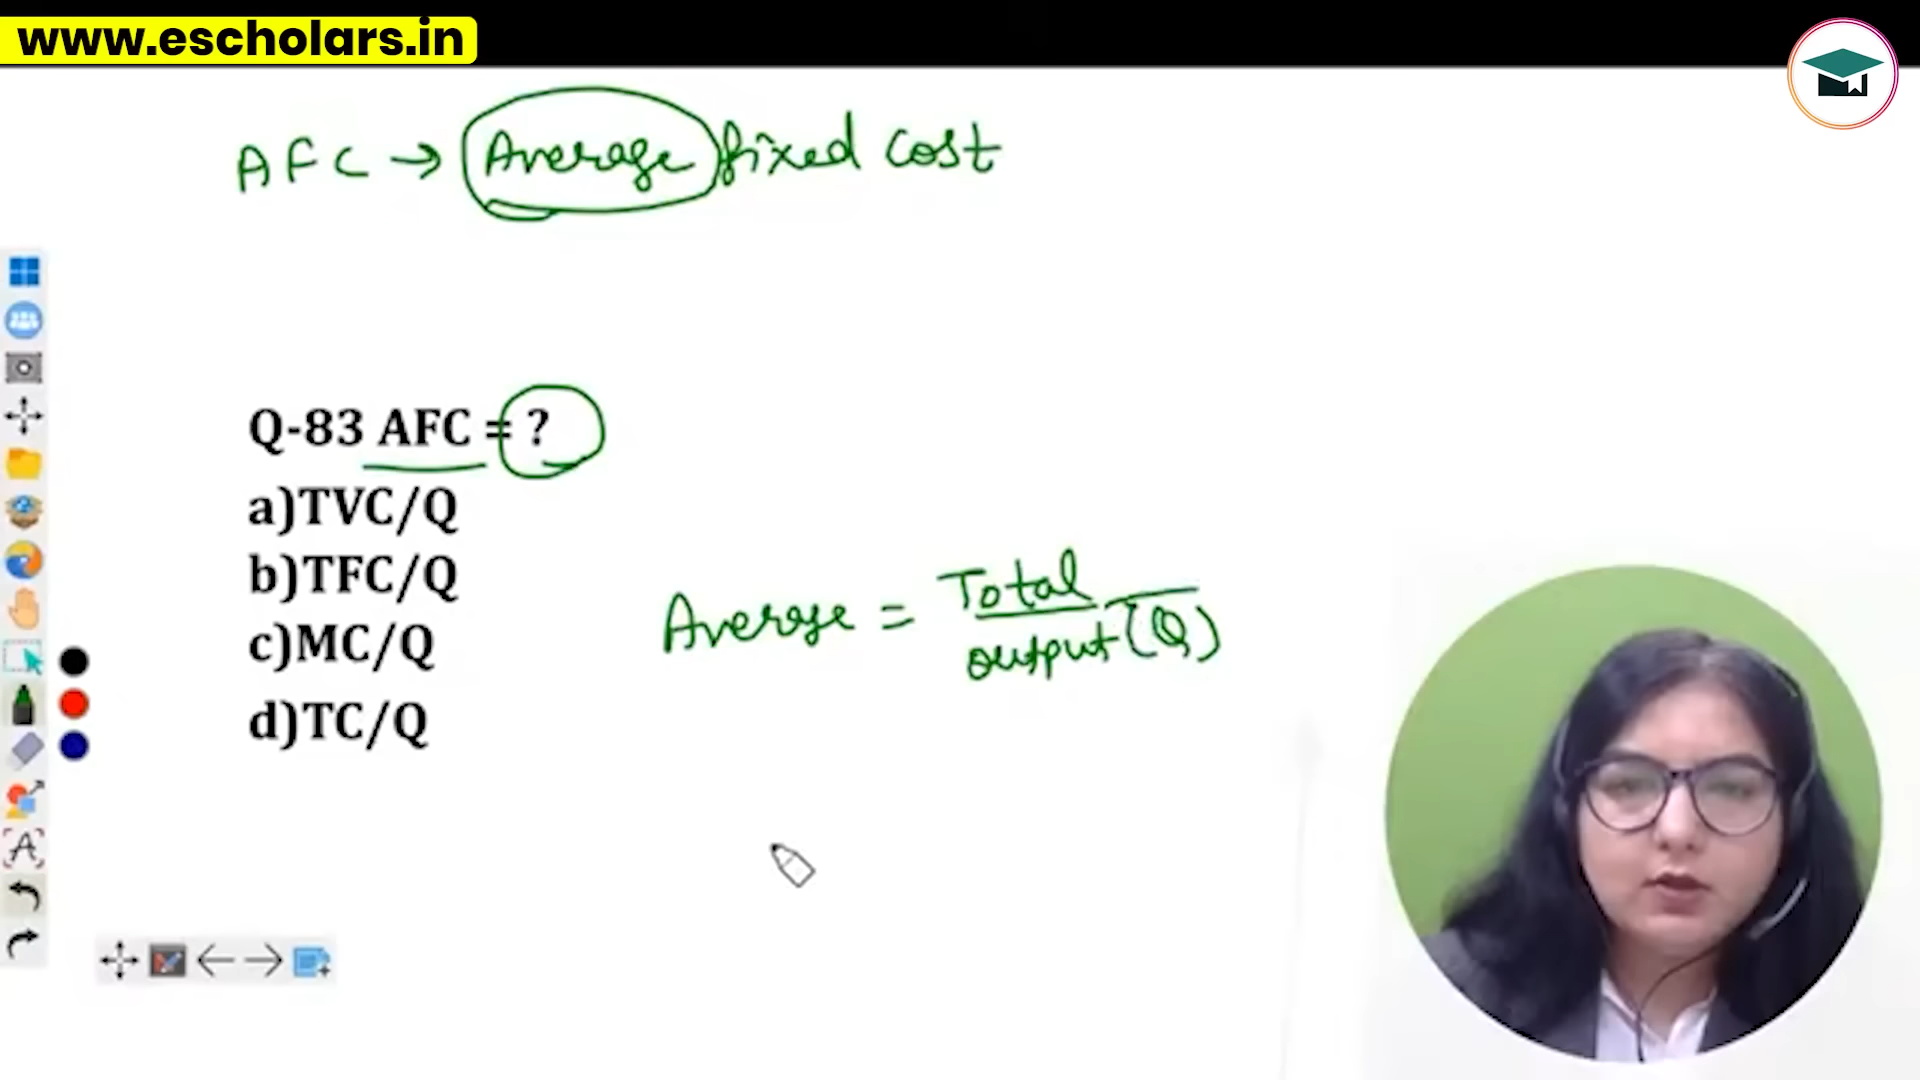 www.escholars.in
AFC → Average fixed cost
Q-83 AFC = ?
a)TVC/Q
b)TFC/Q
c)MC/Q
d)TC/Q
Average = Total
output (Q)